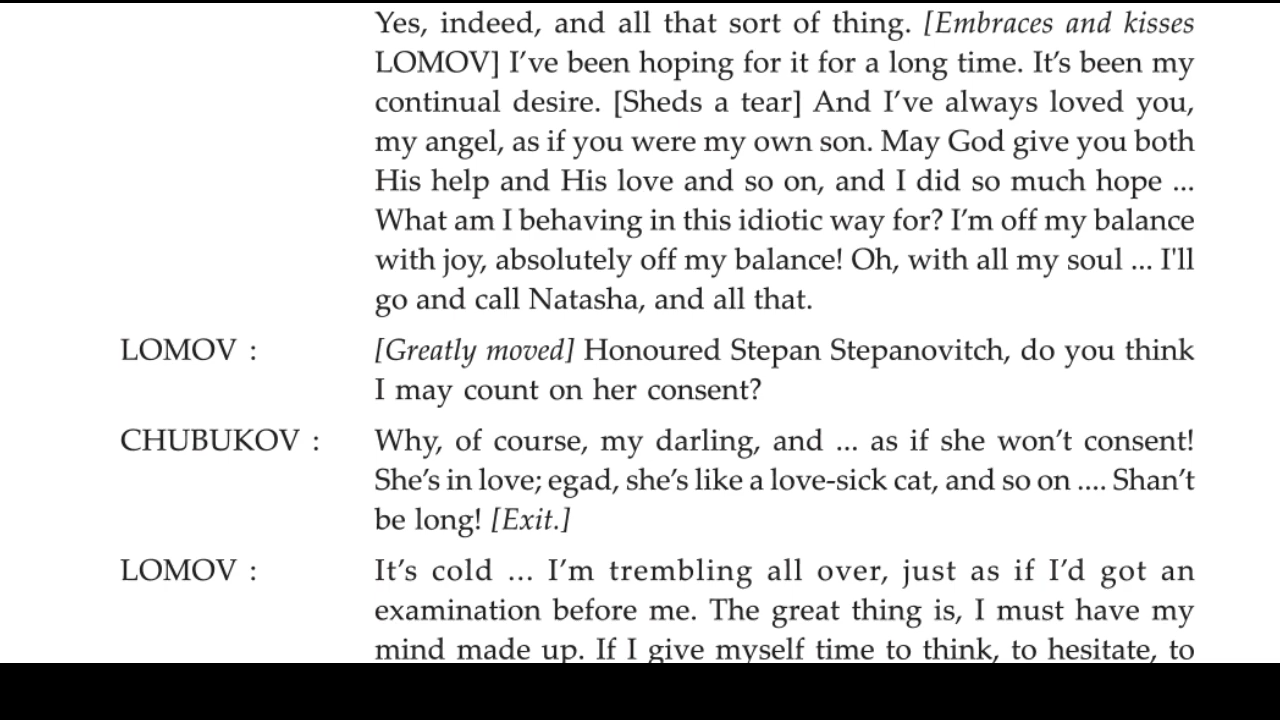 Yes, indeed, and all that sort of thing. [Embraces and kisses
LOMOV] I’ve been hoping for it for a long time. It’s been my
continual desire. [Sheds a tear] And I’ve always loved you,
my angel, as if you were my own son. May God give you both
His help and His love and so on, and I did so much hope ...
What am I behaving in this idiotic way for? I’m off my balance
with joy, absolutely off my balance! Oh, with all my soul ... I'll
go and call Natasha, and all that.
LOMOV : [Greatly moved] Honoured Stepan Stepanovitch, do you think
I may count on her consent?
CHUBUKOV : Why, of course, my darling, and ... as if she won’t consent!
She’s in love; egad, she’s like a love-sick cat, and so on .... Shan’t
be long! [Exit.]
LOMOV : It’s cold ... I’m trembling all over, just as if I’d got an
examination before me. The great thing is, I must have my
mind made up. If I give myself time to think, to hesitate, to